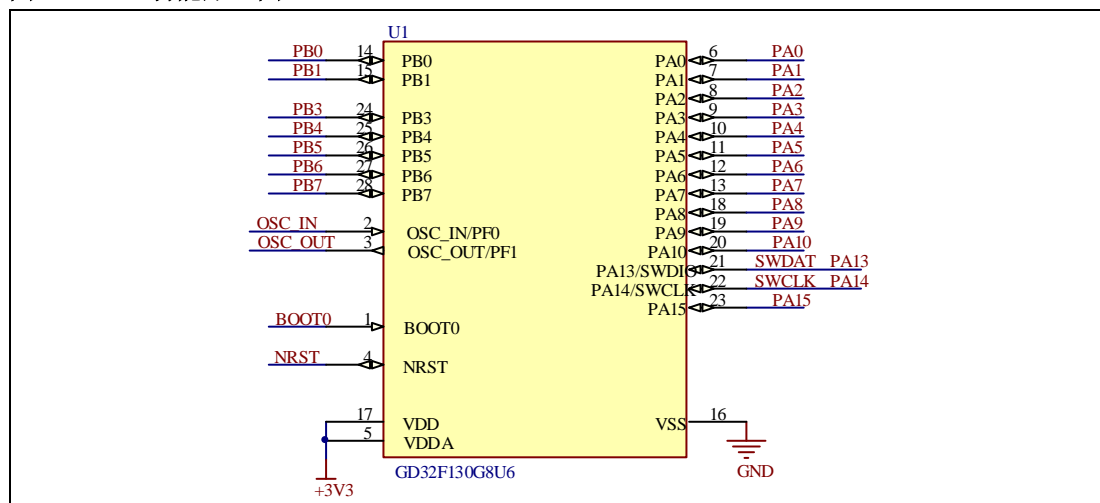 U1
PB0 14 PB0 PA0 6 PA0
PB1 15 PB1 PA1 7 PA1
PA2 8 PA2
PB3 24 PB3 PA3 9 PA3
PB4 25 PB4 PA4 10 PA4
PB5 26 PB5 PA5 11 PA5
PB6 27 PB6 PA6 12 PA6
PB7 28 PB7 PA7 13 PA7
PA8 18 PA8
OSC_IN 2 OSC_IN/PF0 PA9 19 PA9
OSC_OUT 3 OSC_OUT/PF1 PA10 20 PA10
PA13/SWDIO 21 SWDAT PA13
PA14/SWCLK 22 SWCLK PA14
PA15 23 PA15
BOOT0 1 BOOT0
NRST 4 NRST
17 VDD VSS 16
5 VDDA
GD32F130G8U6 GND
+3V3